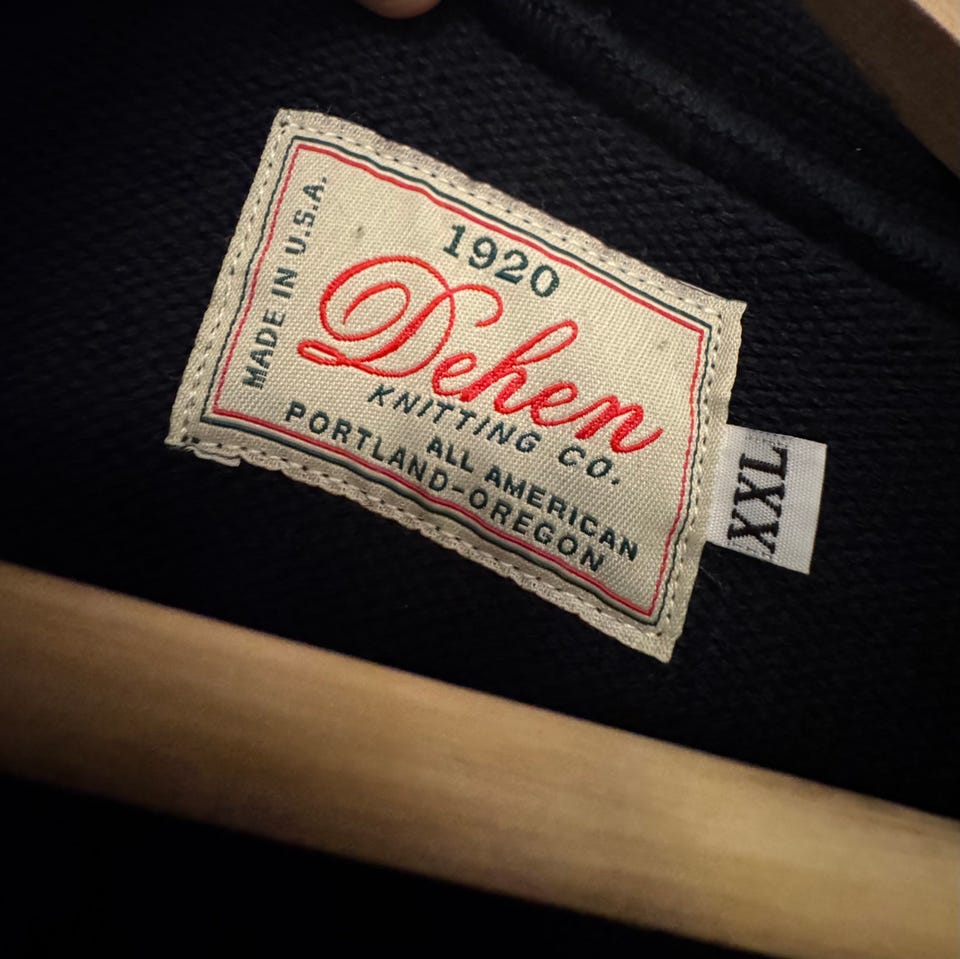 MADE IN U.S.A.
1920
Dehen
KNITTING CO.
ALL AMERICAN
PORTLAND-OREGON
XXL